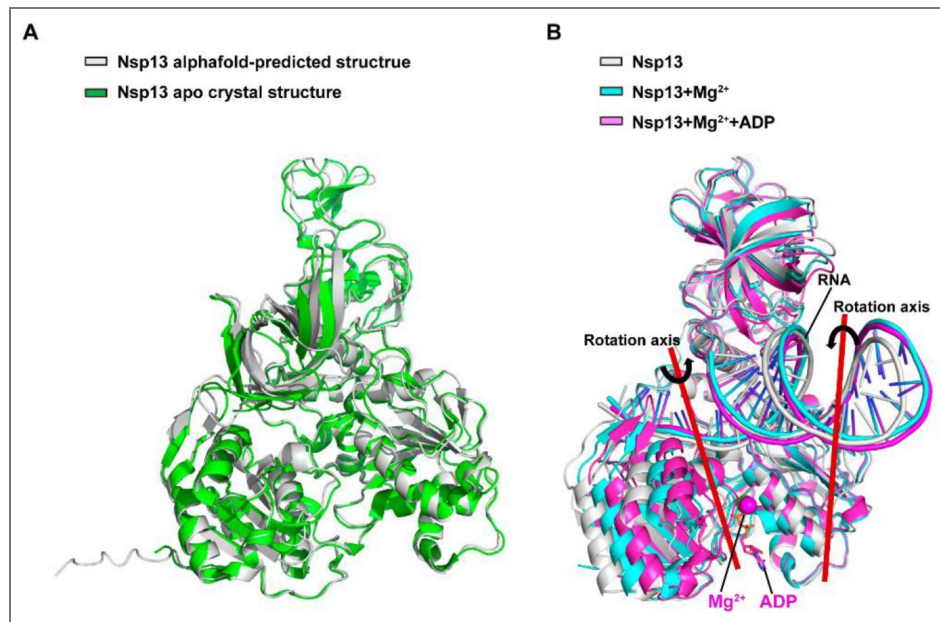 A
Nsp13 alphafold-predicted structrue
Nsp13 apo crystal structure
B
Nsp13
Nsp13+Mg²⁺
Nsp13+Mg²⁺+ADP
RNA
Rotation axis
Rotation axis
Mg²⁺
ADP